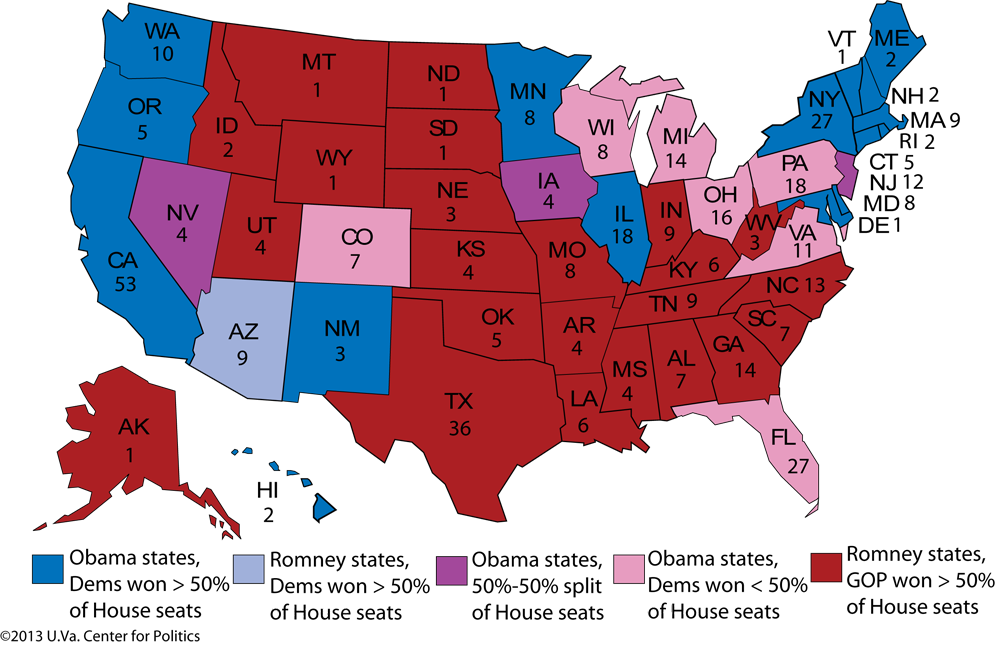 WA
10
OR
5
CA
53
NV
4
ID
2
MT
1
WY
1
UT
4
AZ
9
CO
7
NM
3
ND
1
SD
1
NE
3
KS
4
OK
5
TX
36
MN
8
IA
4
MO
8
AR
4
LA
6
WI
8
IL
18
MI
14
IN
9
OH
16
KY 6
TN 9
MS
4
AL
7
GA
14
FL
27
SC
7
NC 13
VA
11
WV
3
PA
18
NY
27
VT
1
ME
2
NH 2
MA 9
RI 2
CT 5
NJ 12
MD 8
DE 1
AK
1
HI
2
Obama states,
Dems won > 50%
of House seats
Romney states,
Dems won > 50%
of House seats
Obama states,
50%-50% split
of House seats
Obama states,
Dems won < 50%
of House seats
Romney states,
GOP won > 50%
of House seats
©2013 U.Va. Center for Politics